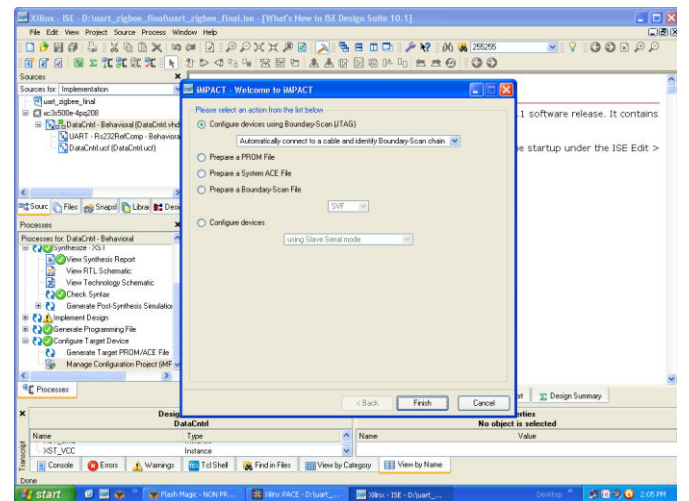 Xilinx - ISE - D:\uart_zigbee_final\uart_zigbee_final.ise - [What's New in ISE Design Suite 10.1]
File Edit View Project Source Process Window Help
255255
Sources
Sources for: Implementation
uart_zigbee_final
xc3s500e-4pq208
DataCntrl - Behavioral (DataCntrl.vhd
UART - Rs232RefComp - Behaviora
DataCntrl.ucf (DataCntrl.ucf)
Sourc Files Snaps Librar Desi
Processes
Processes for: DataCntrl - Behavioral
Synthesize - XST
View Synthesis Report
View RTL Schematic
View Technology Schematic
Check Syntax
Generate Post-Synthesis Simulation
Implement Design
Generate Programming File
Configure Target Device
Generate Target PROM/ACE File
Manage Configuration Project (iMP
Processes
iMPACT - Welcome to iMPACT
Please select an action from the list below
Configure devices using Boundary-Scan (JTAG)
Automatically connect to a cable and identify Boundary-Scan chain
Prepare a PROM File
Prepare a System ACE File
Prepare a Boundary-Scan File
SVF
Configure devices
using Slave Serial mode
< Back Finish Cancel
.1 software release. It contains
e startup under the ISE Edit >
Design Summary
DataCntrl
No object is selected
Name Type Name Value
XST_VCC Instance
Transcript
Console Errors Warnings Tcl Shell Find in Files View by Category View by Name
Done
start Flash Magic - NON PR... Xilinx PACE - D:\uart_... Xilinx - ISE - D:\uart_... Desktop 2:05 PM